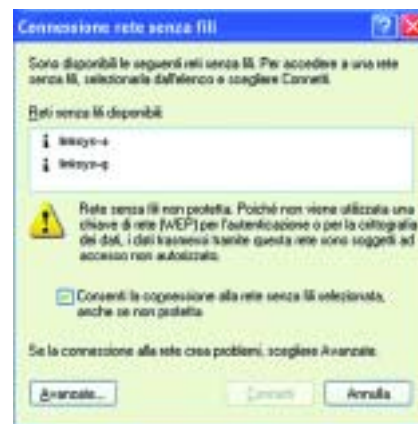 Connessione rete senza fili
Sono disponibili le seguenti reti senza fili. Per accedere a una rete
senza fili, selezionarla dall'elenco e scegliere Connetti.
Reti senza fili disponibili:
linksys-a
linksys-g
Rete senza fili non protetta. Poiché non viene utilizzata una
chiave di rete (WEP) per l'autenticazione o per la crittografia
dei dati, i dati trasmessi tramite questa rete sono soggetti ad
accesso non autorizzato.
Consenti la connessione alla rete senza fili selezionata,
anche se non protetta
Se la connessione alla rete crea problemi, scegliere Avanzate.
Avanzate...
Connetti
Annulla